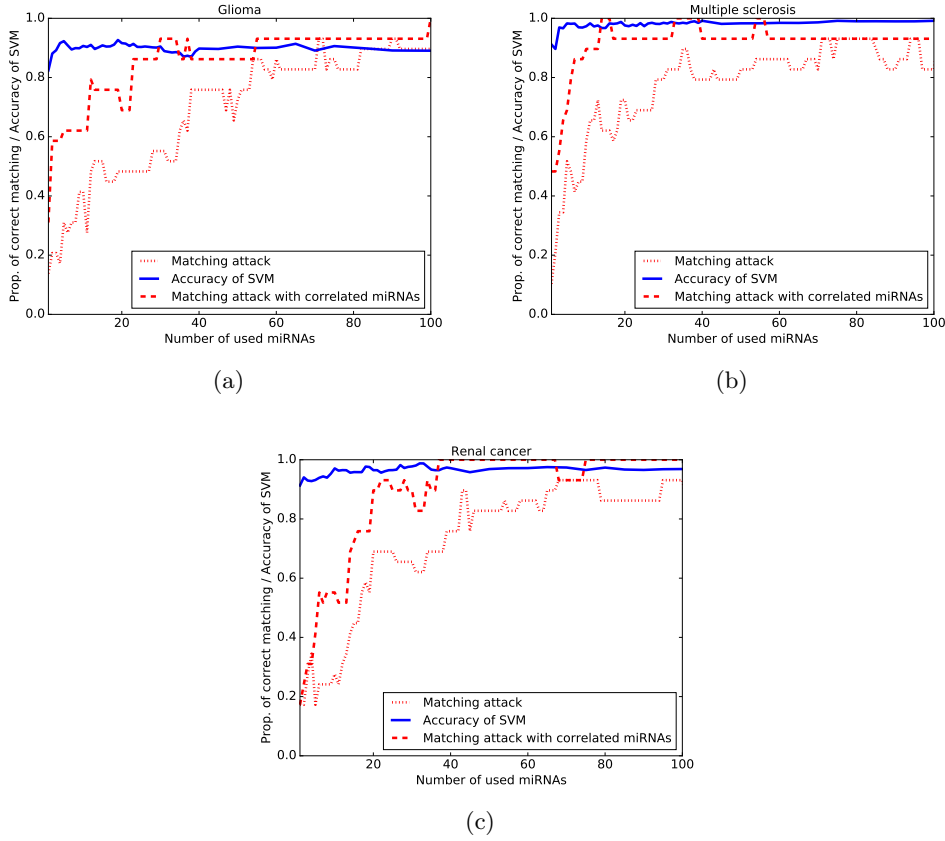 Glioma
Prop. of correct matching / Accuracy of SVM
1.0
0.8
0.6
0.4
0.2
0.0
20
40
60
80
100
Number of used miRNAs
Matching attack
Accuracy of SVM
Matching attack with correlated miRNAs
(a)
Multiple sclerosis
Prop. of correct matching / Accuracy of SVM
1.0
0.8
0.6
0.4
0.2
0.0
20
40
60
80
100
Number of used miRNAs
Matching attack
Accuracy of SVM
Matching attack with correlated miRNAs
(b)
Renal cancer
Prop. of correct matching / Accuracy of SVM
1.0
0.8
0.6
0.4
0.2
0.0
20
40
60
80
100
Number of used miRNAs
Matching attack
Accuracy of SVM
Matching attack with correlated miRNAs
(c)